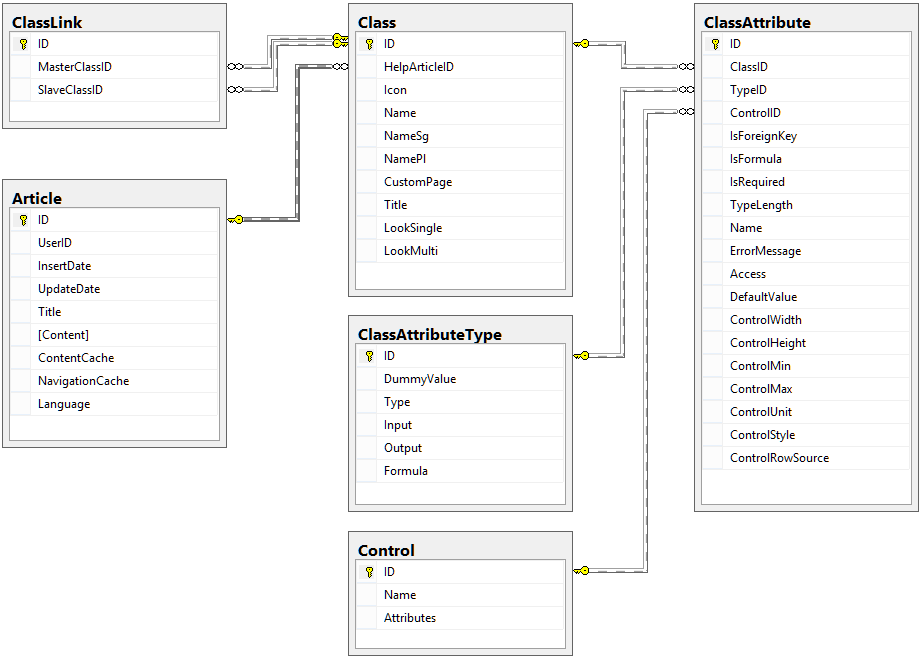 ClassLink
ID
MasterClassID
SlaveClassID
Article
ID
UserID
InsertDate
UpdateDate
Title
[Content]
ContentCache
NavigationCache
Language
Class
ID
HelpArticleID
Icon
Name
NameSg
NamePl
CustomPage
Title
LookSingle
LookMulti
ClassAttributeType
ID
DummyValue
Type
Input
Output
Formula
Control
ID
Name
Attributes
ClassAttribute
ID
ClassID
TypeID
ControlID
IsForeignKey
IsFormula
IsRequired
TypeLength
Name
ErrorMessage
Access
DefaultValue
ControlWidth
ControlHeight
ControlMin
ControlMax
ControlUnit
ControlStyle
ControlRowSource